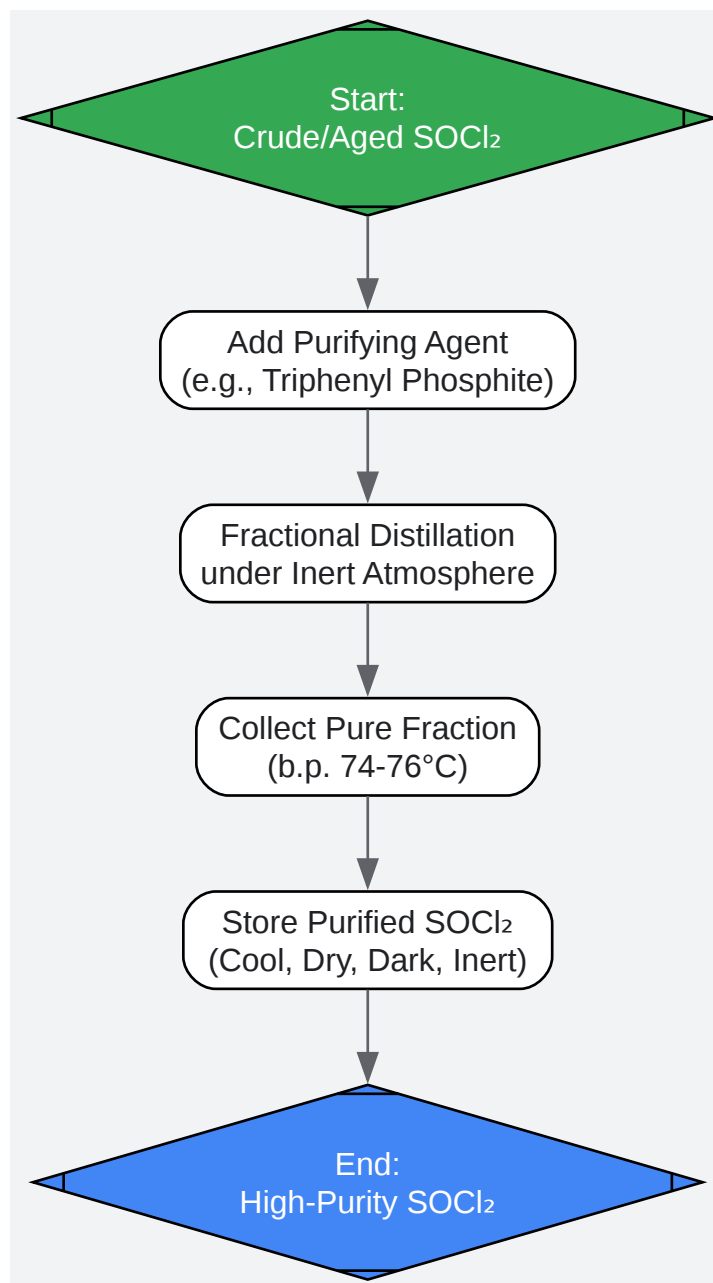 Start:
Crude/Aged SOCl₂
Add Purifying Agent
(e.g., Triphenyl Phosphite)
Fractional Distillation
under Inert Atmosphere
Collect Pure Fraction
(b.p. 74-76°C)
Store Purified SOCl₂
(Cool, Dry, Dark, Inert)
End:
High-Purity SOCl₂